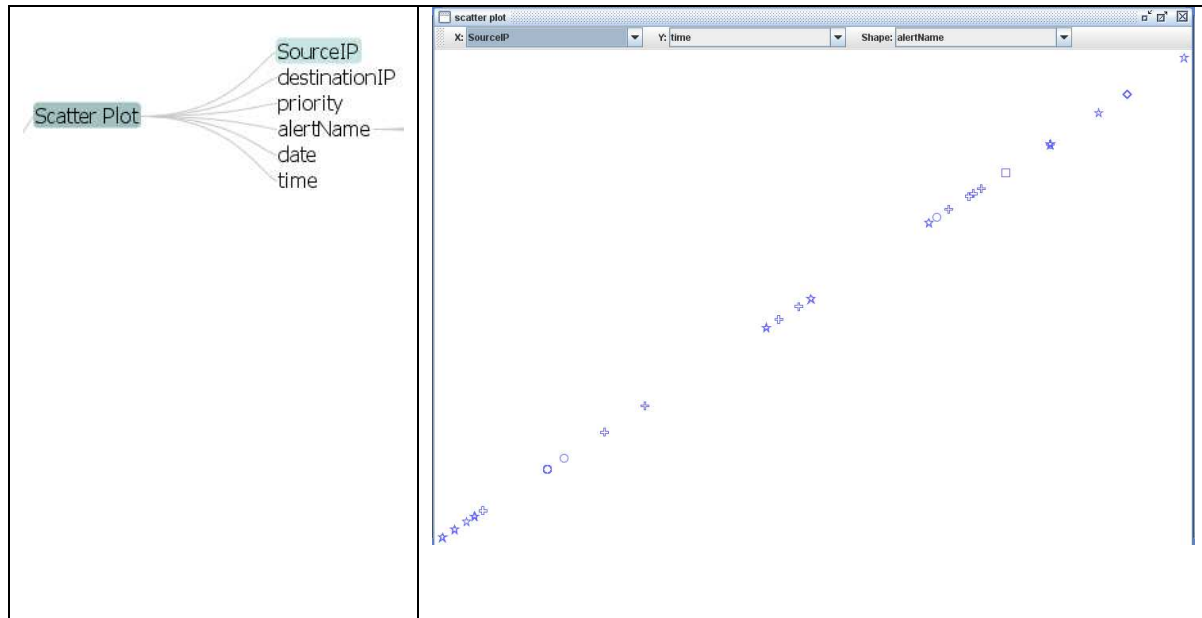 Scatter Plot
SourceIP
destinationIP
priority
alertName
date
time
scatter plot
X: SourceIP Y: time Shape: alertName